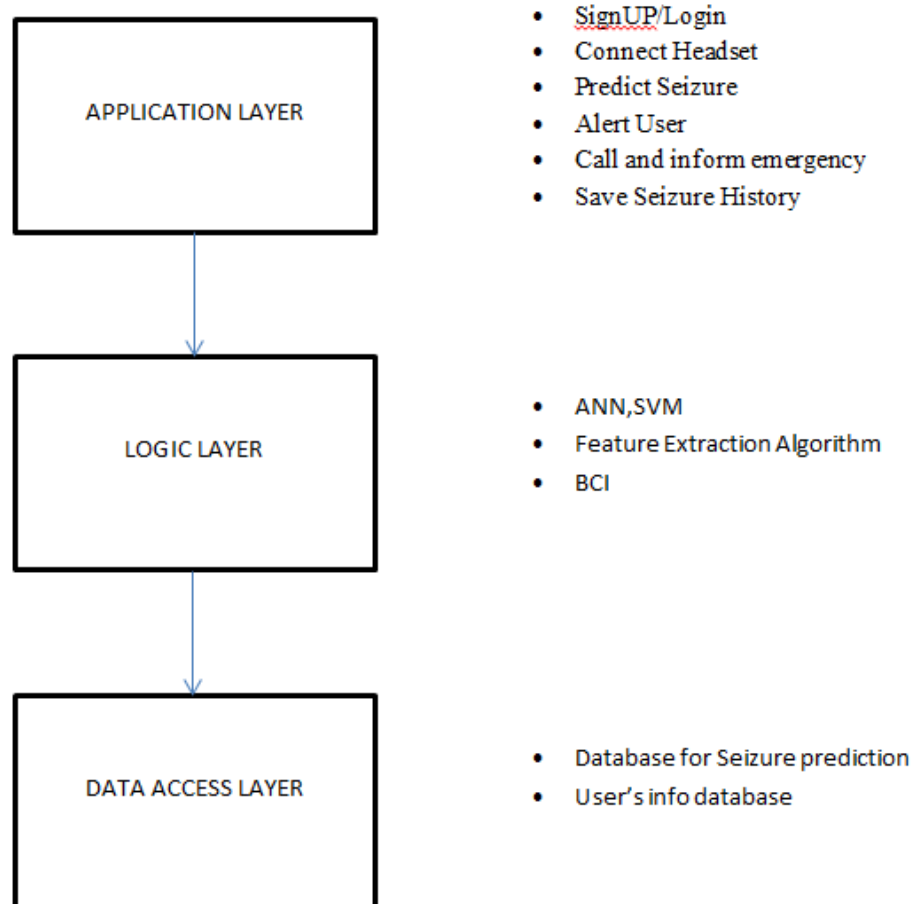 APPLICATION LAYER
• SignUP/Login
• Connect Headset
• Predict Seizure
• Alert User
• Call and inform emergency
• Save Seizure History
LOGIC LAYER
• ANN,SVM
• Feature Extraction Algorithm
• BCI
DATA ACCESS LAYER
• Database for Seizure prediction
• User’s info database